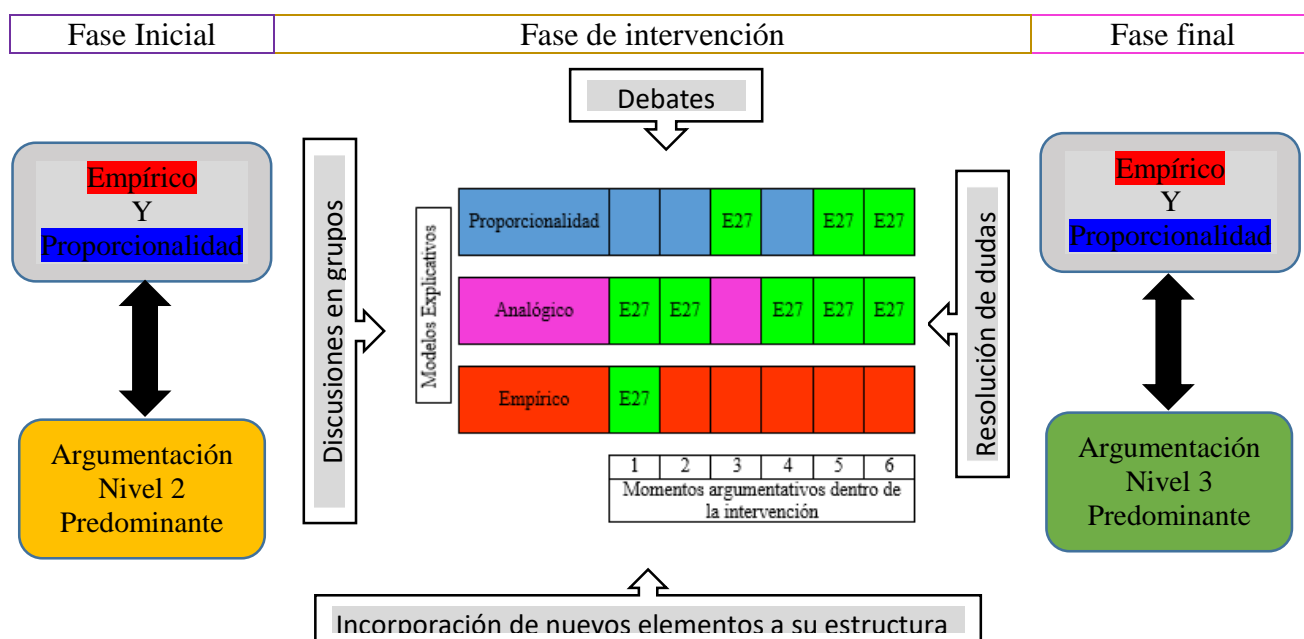 Fase Inicial
Fase de intervención
Fase final
Debates
Empírico
Y
Proporcionalidad
Argumentación
Nivel 2
Predominante
Discusiones en grupos
Modelos Explicativos
Proporcionalidad E27 E27 E27
Analógico E27 E27 E27 E27 E27
Empírico E27
1 2 3 4 5 6
Momentos argumentativos dentro de
la intervención
Resolución de dudas
Empírico
Y
Proporcionalidad
Argumentación
Nivel 3
Predominante
Incorporación de nuevos elementos a su estructura